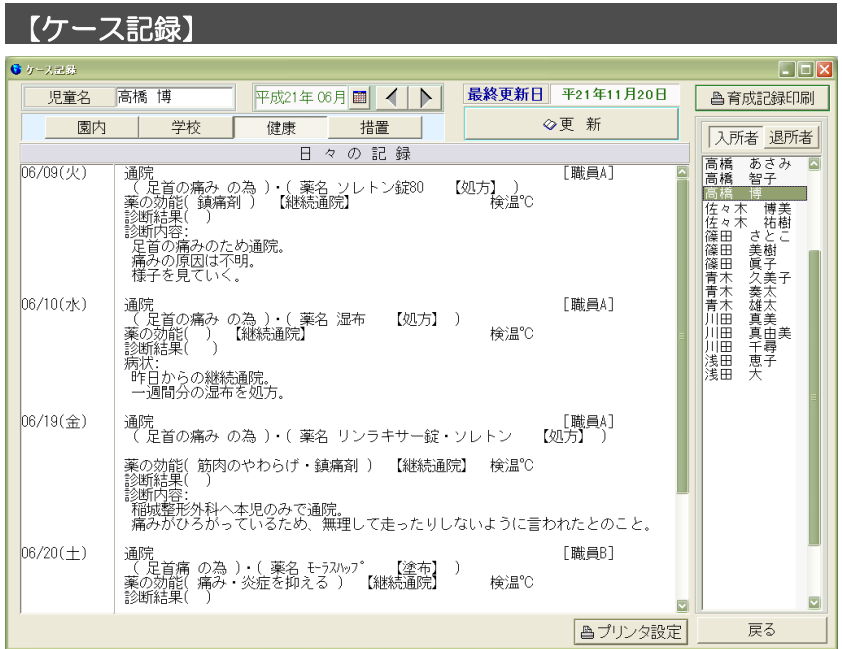 【ケース記録】
ケース記録
児童名 高橋 博 平成21年 06月 最終更新日 平21年11月20日 育成記録印刷
園内 学校 健康 措置 更 新
入所者 退所者
日 々 の 記 録
06/09(火) 通院 [職員A]
( 足首の痛み の為 )・( 薬名 ソレトン錠80 【処方】 )
薬の効能( 鎮痛剤 ) 【継続通院】 検温℃
診断結果( )
診断内容:
足首の痛みのため通院。
痛みの原因は不明。
様子を見ていく。
06/10(水) 通院 [職員A]
( 足首の痛み の為 )・( 薬名 湿布 【処方】 )
薬の効能( ) 【継続通院】 検温℃
診断結果( )
病状:
昨日からの継続通院。
一週間分の湿布を処方。
06/19(金) 通院 [職員A]
( 足首の痛み の為 )・( 薬名 リンラキサー錠・ソレトン 【処方】 )
薬の効能( 筋肉のやわらげ・鎮痛剤 ) 【継続通院】 検温℃
診断結果( )
診断内容:
稲城整形外科へ本児のみで通院。
痛みがひろがっているため、無理して走ったりしないように言われたとのこと。
06/20(土) 通院 [職員B]
( 足首痛 の為 )・( 薬名 ﾓｰﾗｽﾊｯﾌﾟ 【塗布】 )
薬の効能( 痛み・炎症を抑える ) 【継続通院】 検温℃
診断結果( )
高橋 あさみ
高橋 智子
高橋 博
佐々木 博美
佐々木 祐樹
篠田 さとこ
篠田 美樹
篠田 眞子
青木 久美子
青木 奏太
青木 雄太
川田 真美
川田 真由美
川田 千尋
浅田 恵子
浅田 大
プリンタ設定 戻る